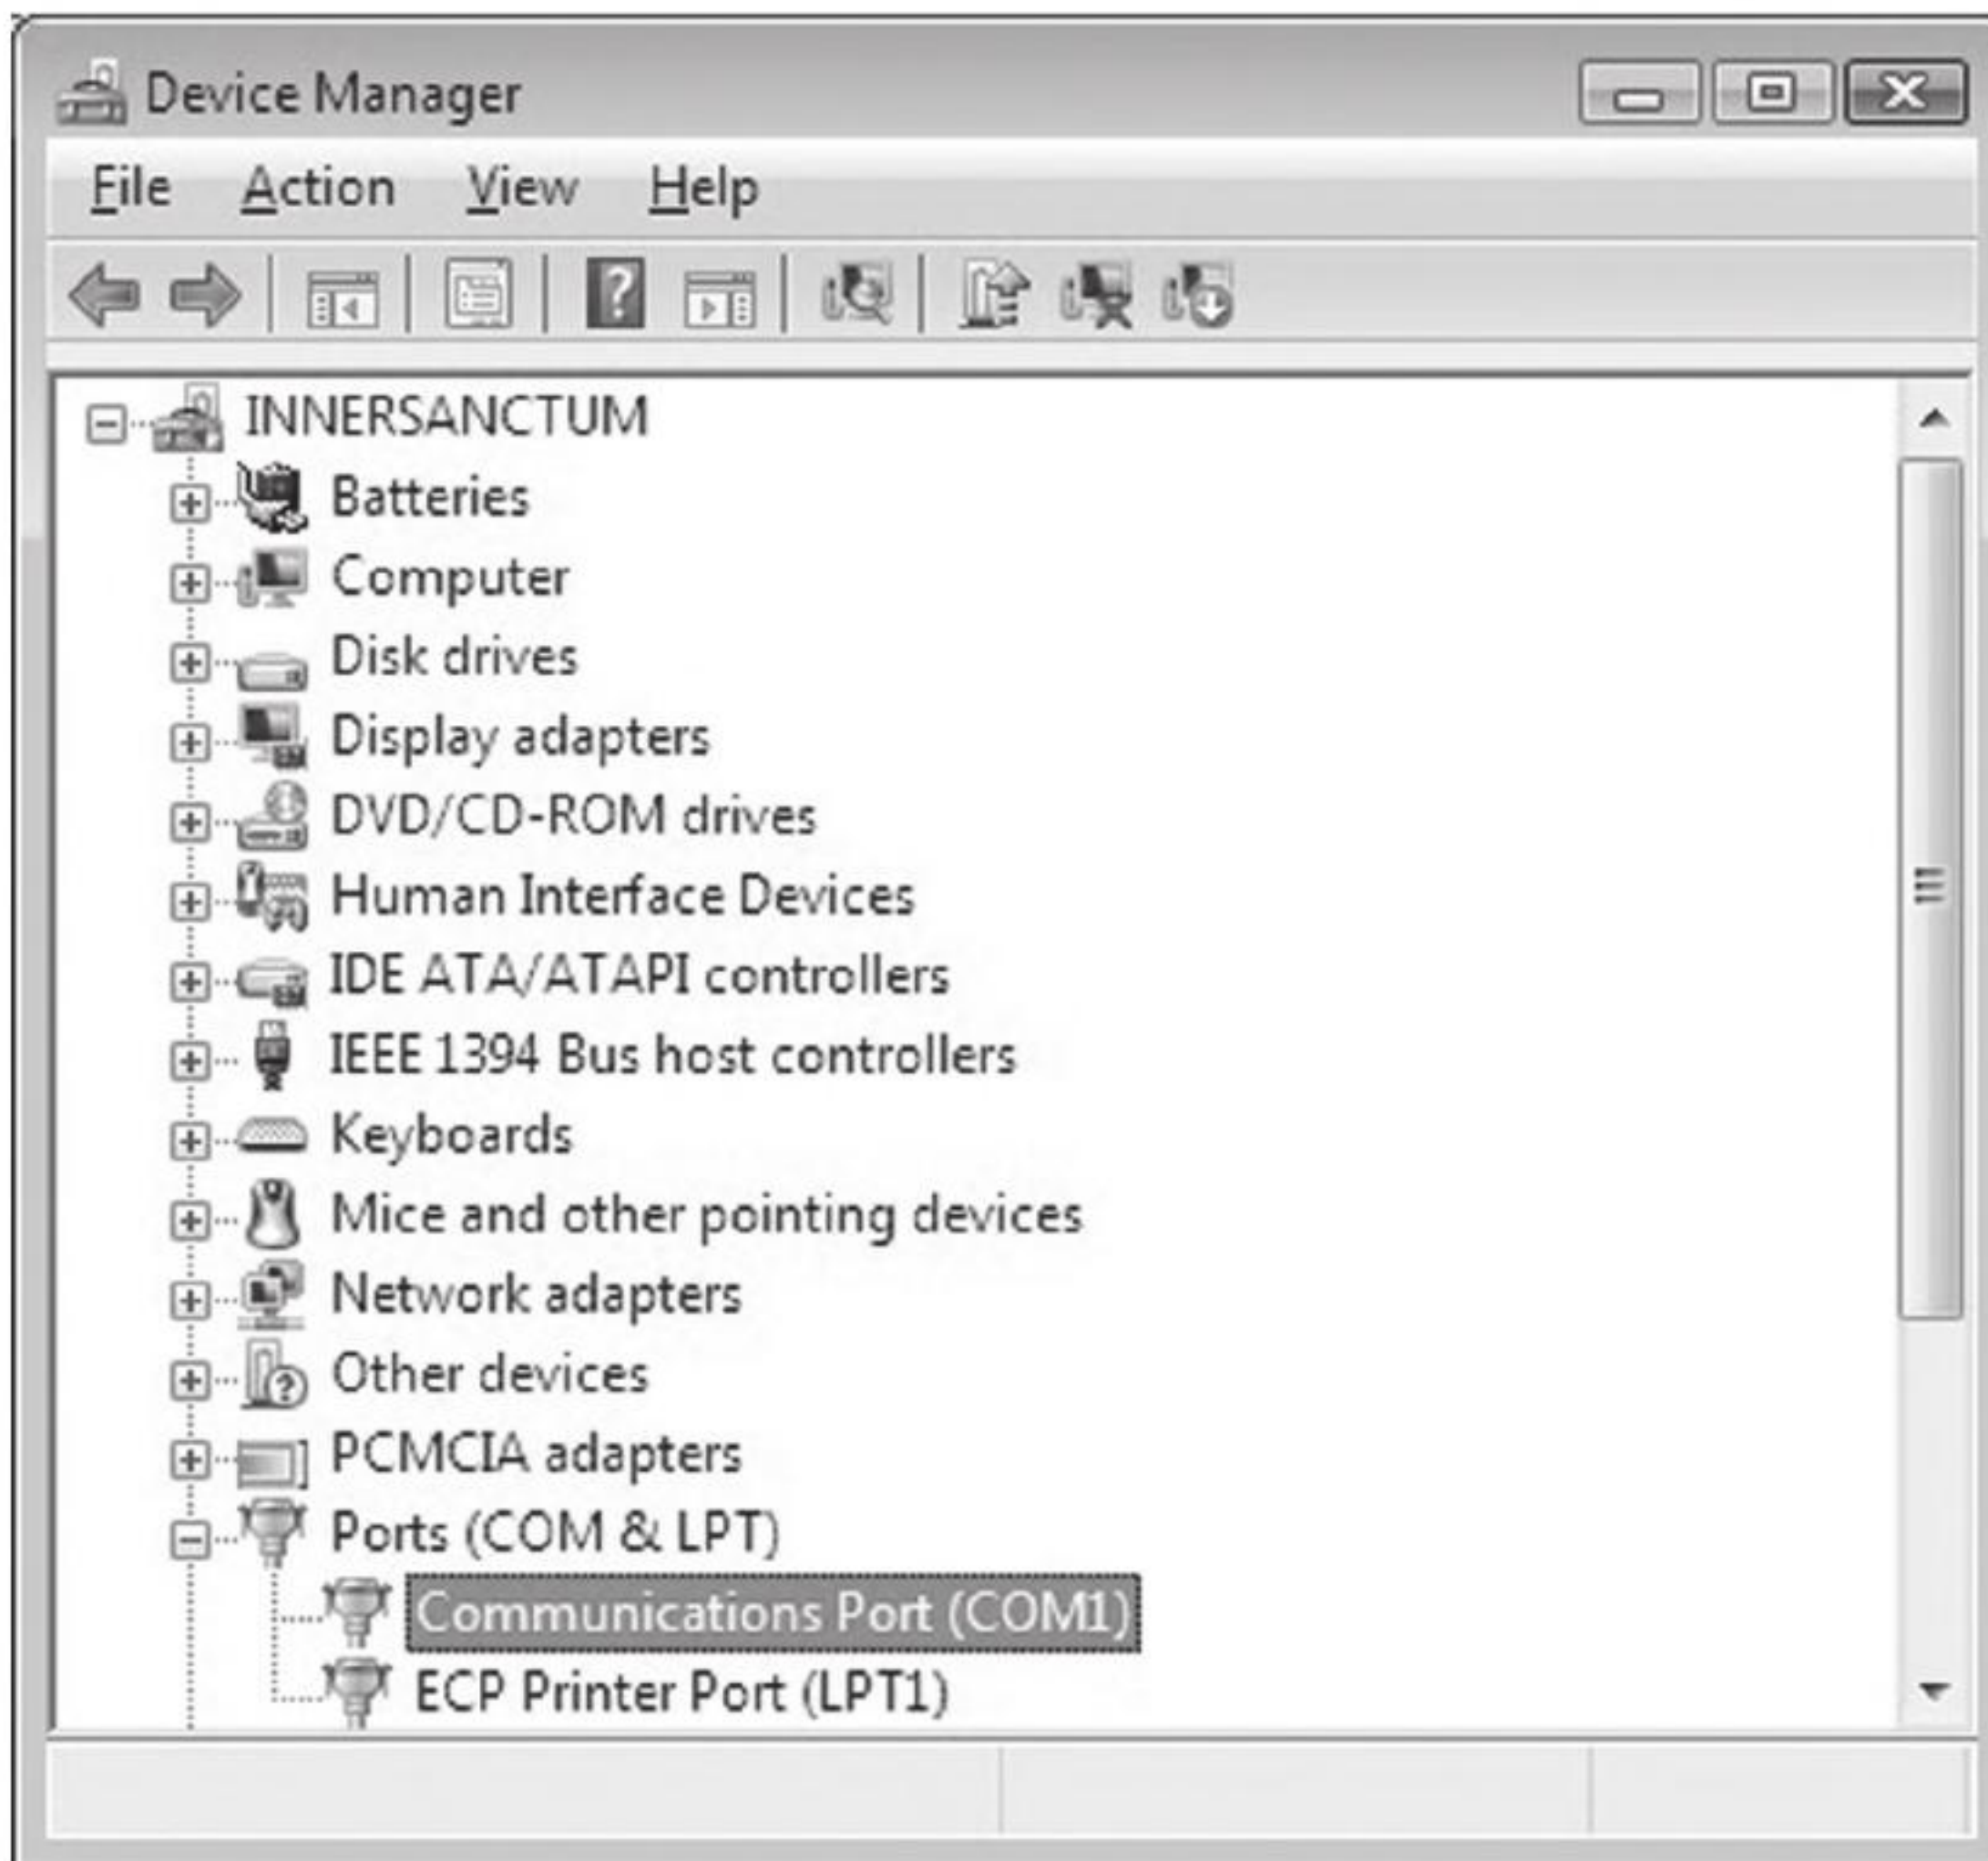 Device Manager
File Action View Help
INNERSANCTUM
Batteries
Computer
Disk drives
Display adapters
DVD/CD-ROM drives
Human Interface Devices
IDE ATA/ATAPI controllers
IEEE 1394 Bus host controllers
Keyboards
Mice and other pointing devices
Network adapters
Other devices
PCMCIA adapters
Ports (COM & LPT)
Communications Port (COM1)
ECP Printer Port (LPT1)